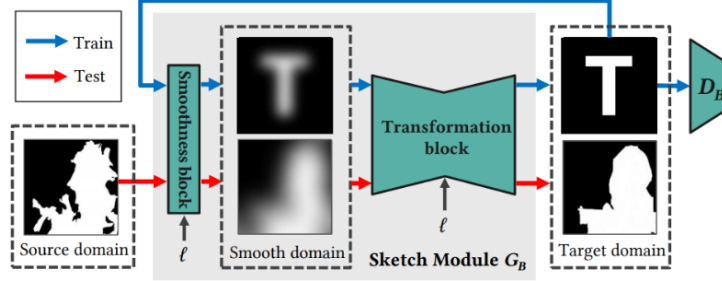 Train
Test
Smoothness block
T
Transformation
block
T
D_B
ℓ
ℓ
Source domain
Smooth domain
Sketch Module G_B
Target domain